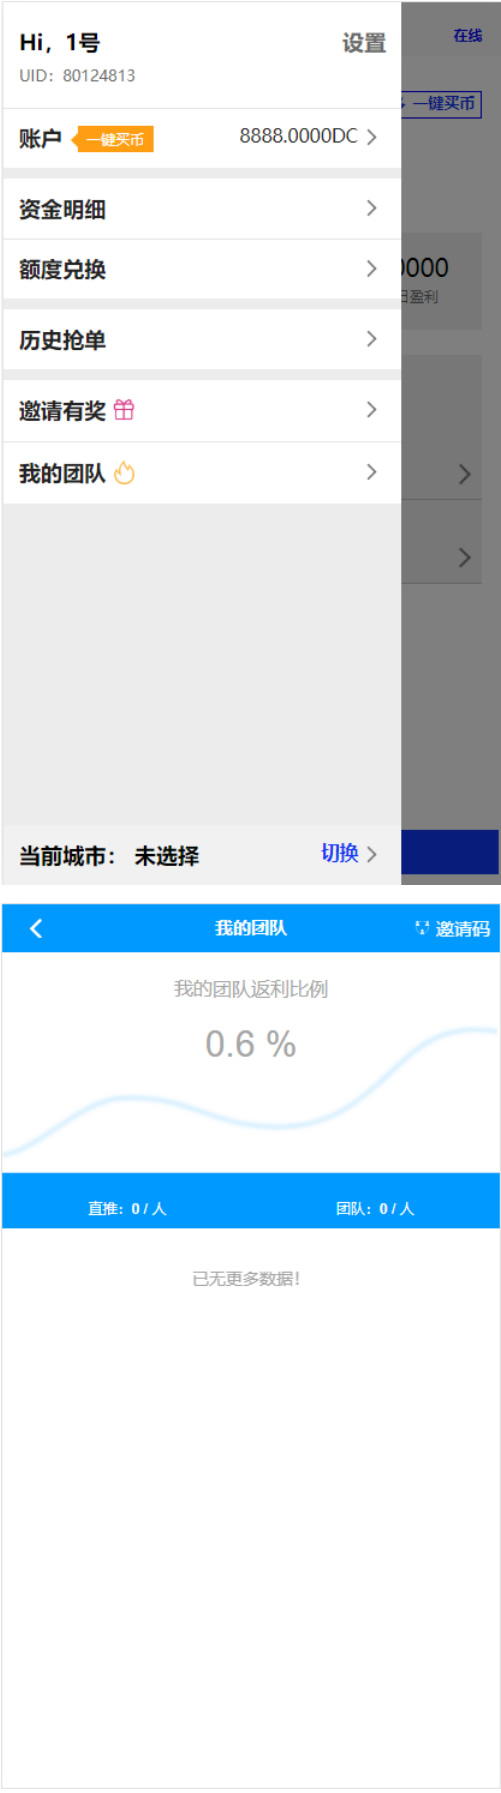 Hi，1号
设置
在线
UID：80124813
一键买币
账户
一键买币
8888.0000DC
资金明细
额度兑换
0000
日盈利
历史抢单
邀请有奖
我的团队
当前城市： 未选择
切换
我的团队
邀请码
我的团队返利比例
0.6 %
直推：0 / 人
团队：0 / 人
已无更多数据！